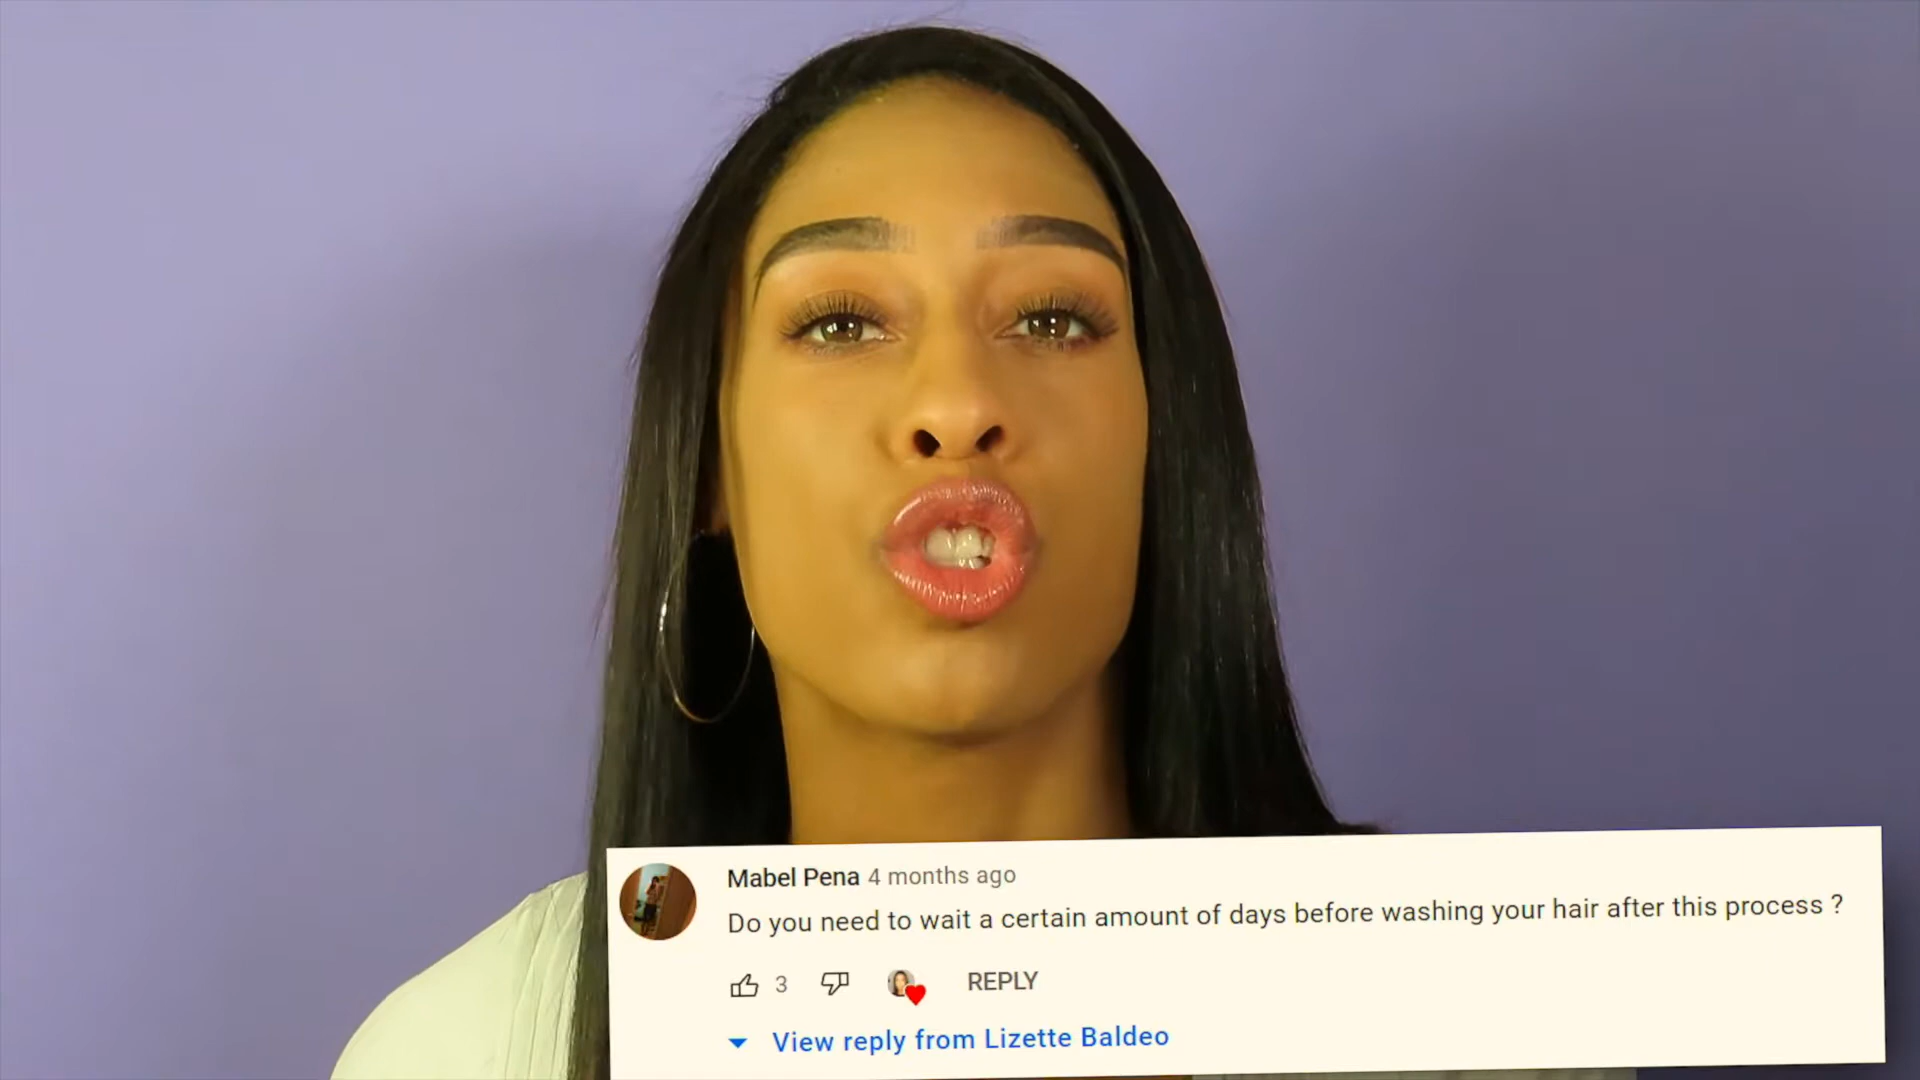 Mabel Pena 4 months ago
Do you need to wait a certain amount of days before washing your hair after this process ?
3 REPLY
View reply from Lizette Baldeo